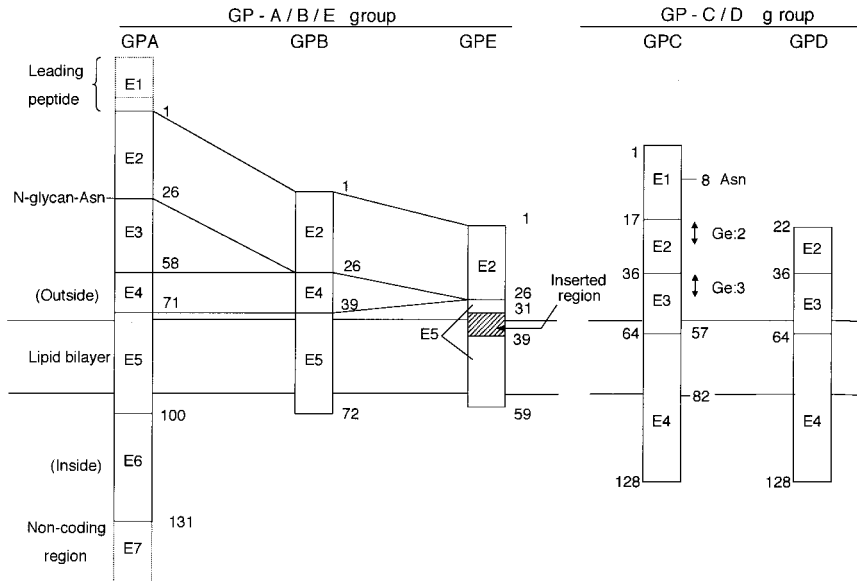 GP - A / B / E group
GP - C / D g roup
GPA GPB GPE GPC GPD
Leading
peptide
E1
1
E2
N-glycan-Asn
26
E3
58
(Outside)
E4
71
Lipid bilayer
E5
100
(Inside)
E6
131
Non-coding
region
E7
1
E2
26
E4
39
E5
72
1
E2
26
31
Inserted
region
E5
39
59
1
E1
8 Asn
17
Ge:2
E2
36
Ge:3
E3
64
57
82
E4
128
22
E2
36
E3
64
E4
128